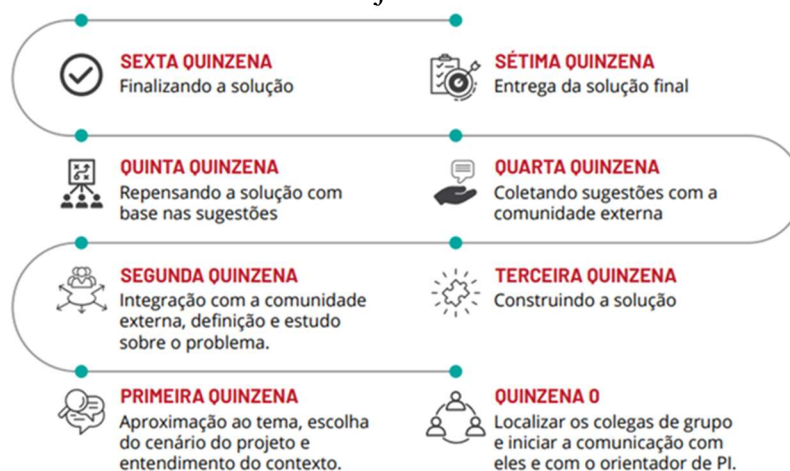 SEXTA QUINZENA
Finalizando a solução
SÉTIMA QUINZENA
Entrega da solução final
QUINTA QUINZENA
Repensando a solução com
base nas sugestões
QUARTA QUINZENA
Coletando sugestões com a
comunidade externa
SEGUNDA QUINZENA
Integração com a comunidade
externa, definição e estudo
sobre o problema.
TERCEIRA QUINZENA
Construindo a solução
PRIMEIRA QUINZENA
Aproximação ao tema, escolha
do cenário do projeto e
entendimento do contexto.
QUINZENA 0
Localizar os colegas de grupo
e iniciar a comunicação com
eles e com o orientador de PI.